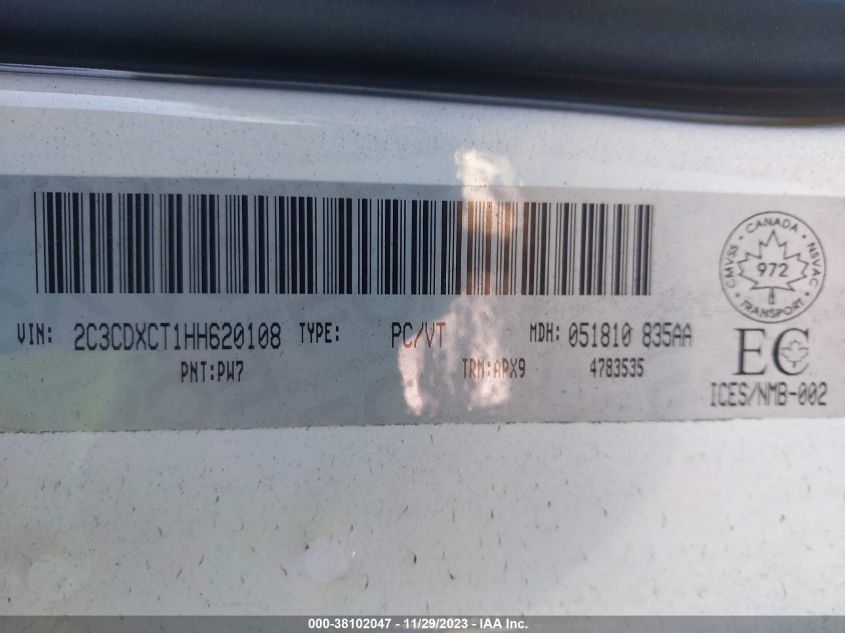 VIN: 2C3CDXCT1HH620108 TYPE: PC/VT MDH: 051810 835AA
PNT:PW7 TRM:APX9 4783535
CMVSS • CANADA • NSVAC • TRANSPORT •
972
EC
ICES/NMB-002
000-38102047 - 11/29/2023 - IAA Inc.